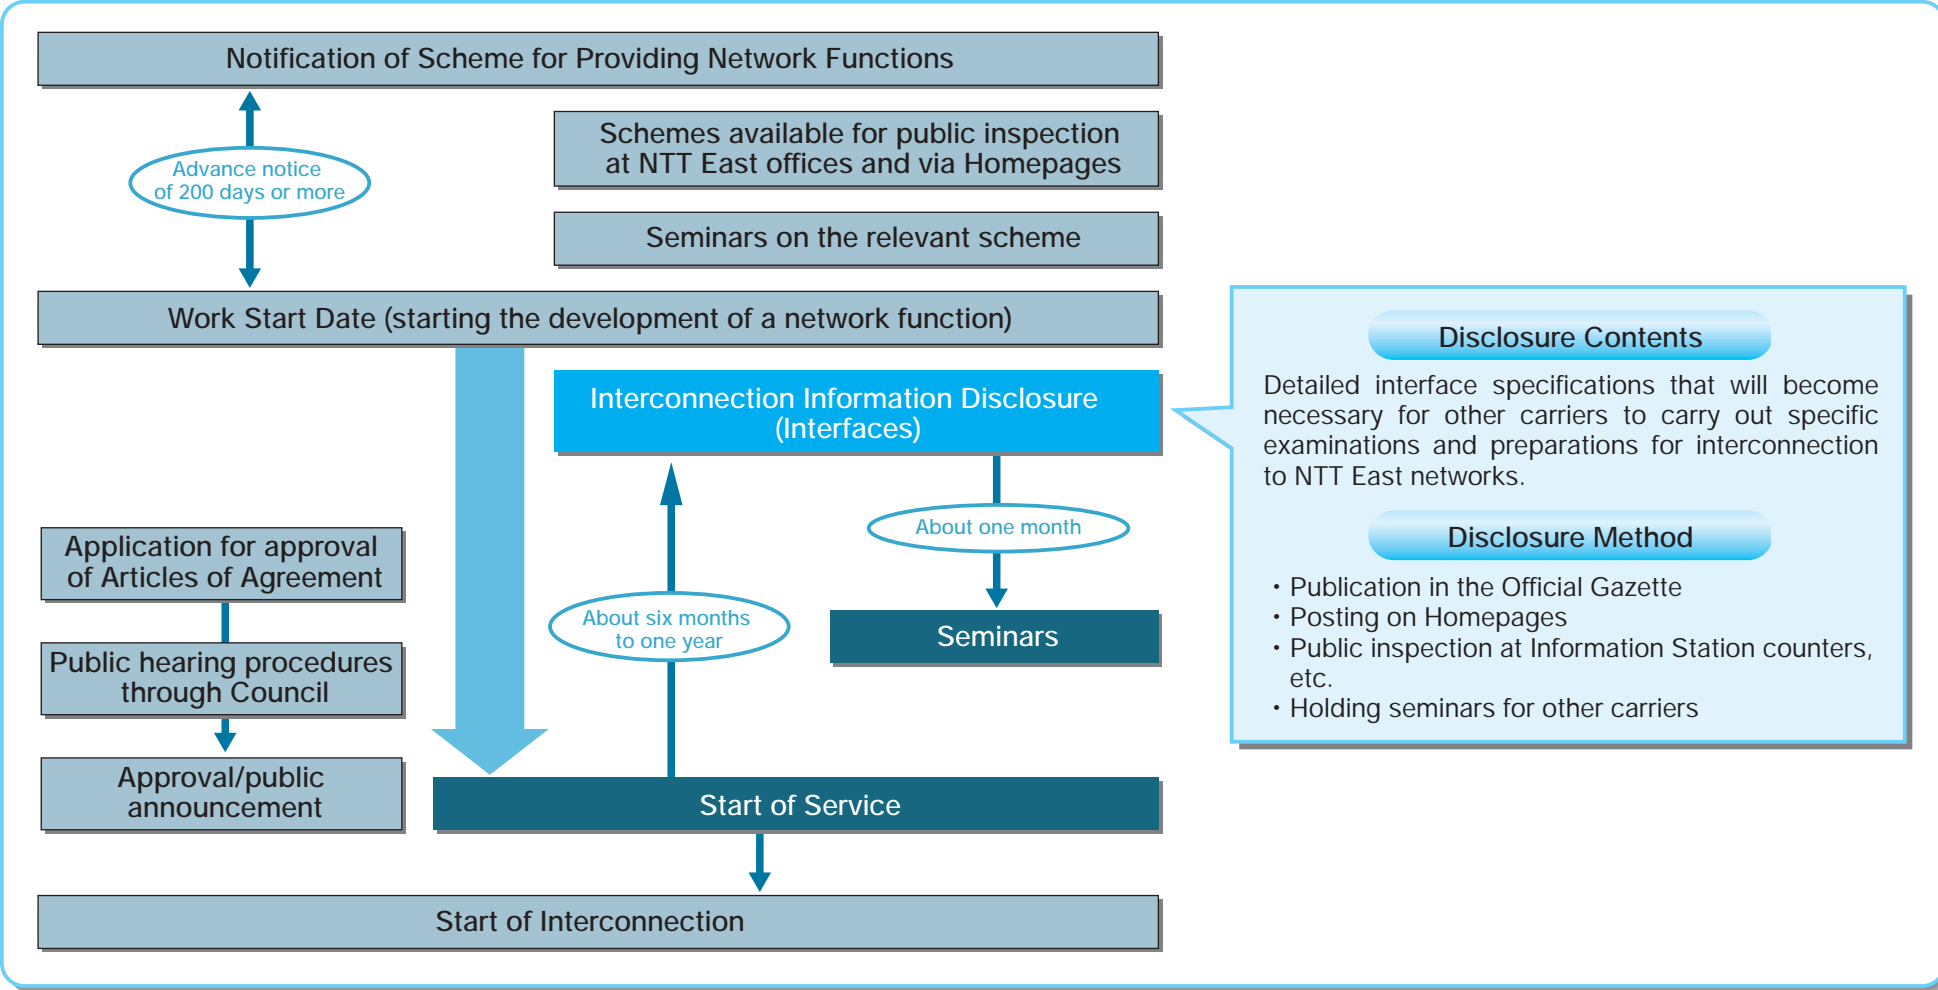 Notification of Scheme for Providing Network Functions
Advance notice
of 200 days or more
Schemes available for public inspection
at NTT East offices and via Homepages
Seminars on the relevant scheme
Work Start Date (starting the development of a network function)
Interconnection Information Disclosure
(Interfaces)
About one month
Seminars
About six months
to one year
Application for approval
of Articles of Agreement
Public hearing procedures
through Council
Approval/public
announcement
Start of Service
Start of Interconnection
Disclosure Contents
Detailed interface specifications that will become
necessary for other carriers to carry out specific
examinations and preparations for interconnection
to NTT East networks.
Disclosure Method
・Publication in the Official Gazette
・Posting on Homepages
・Public inspection at Information Station counters,
etc.
・Holding seminars for other carriers